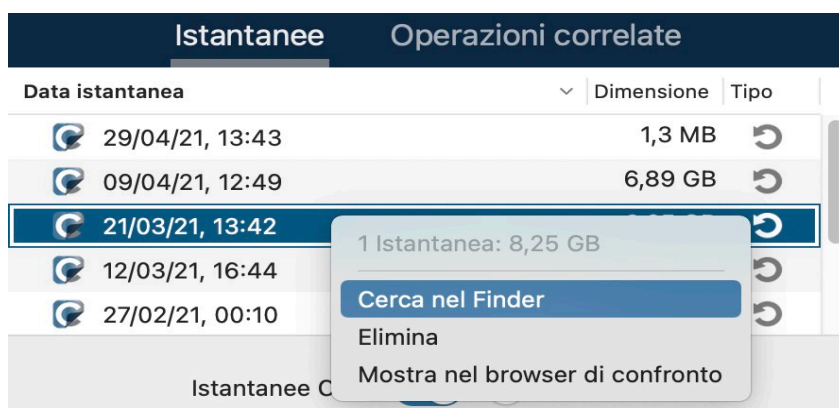 Istantanee Operazioni correlate
Data istantanea Dimensione Tipo
29/04/21, 13:43 1,3 MB
09/04/21, 12:49 6,89 GB
21/03/21, 13:42
1 Istantanea: 8,25 GB
12/03/21, 16:44
Cerca nel Finder
27/02/21, 00:10
Elimina
Mostra nel browser di confronto
Istantanee